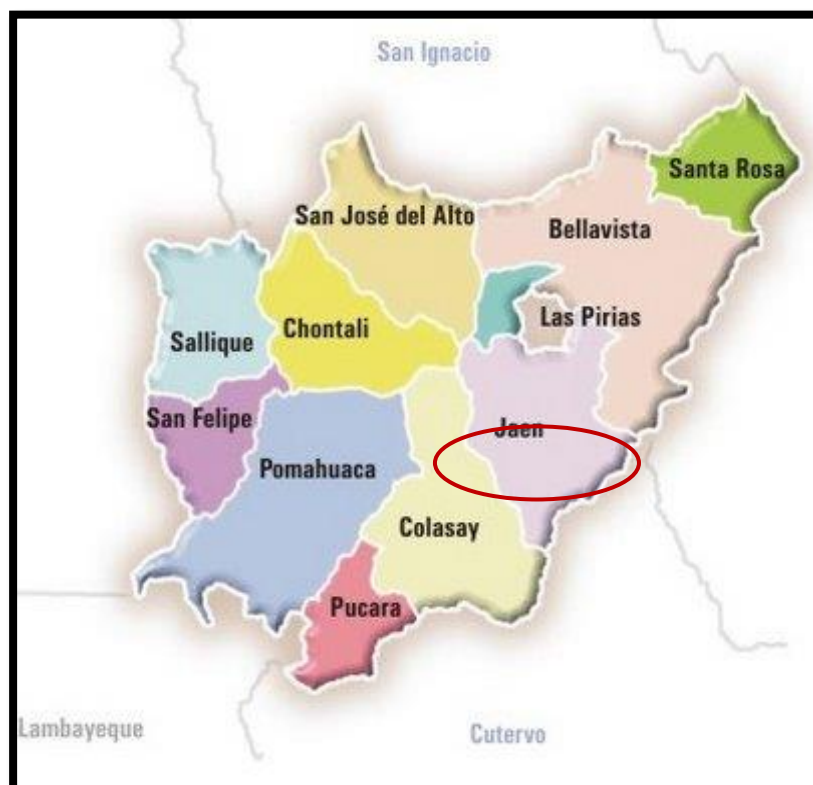 San Ignacio
Santa Rosa
San José del Alto
Bellavista
Las Pirias
Chontali
Sallique
San Felipe
Jaen
Pomahuaca
Colasay
Pucara
Lambayeque
Cutervo